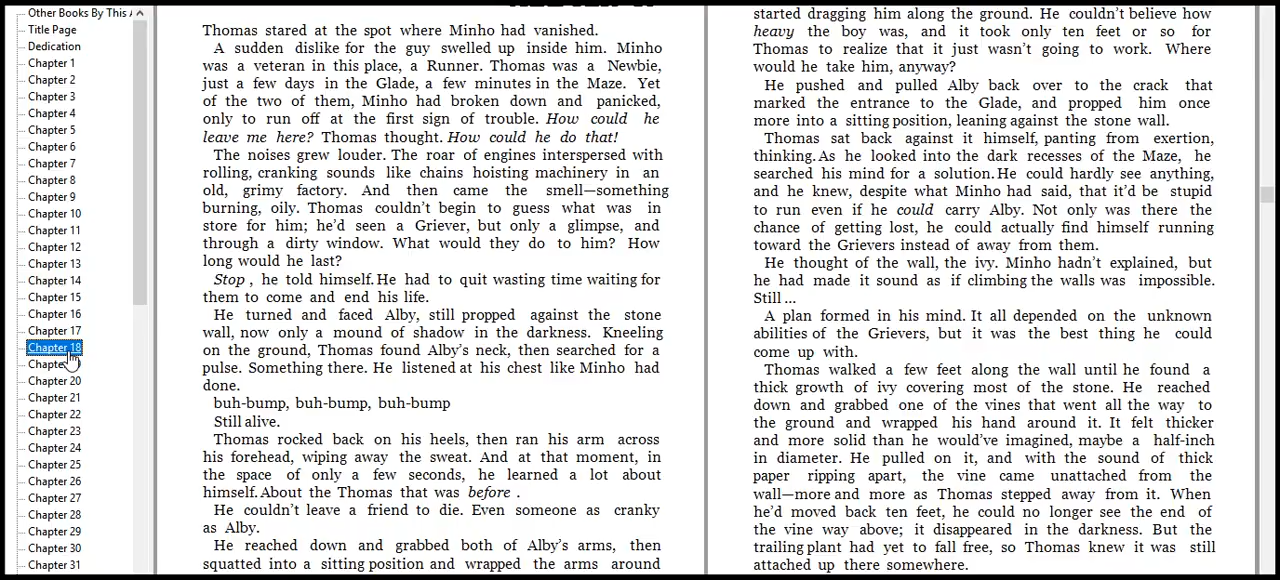 Other Books By This A
Title Page
Dedication
Chapter 1
Chapter 2
Chapter 3
Chapter 4
Chapter 5
Chapter 6
Chapter 7
Chapter 8
Chapter 9
Chapter 10
Chapter 11
Chapter 12
Chapter 13
Chapter 14
Chapter 15
Chapter 16
Chapter 17
Chapter 18
Chapte
Chapter 20
Chapter 21
Chapter 22
Chapter 23
Chapter 24
Chapter 25
Chapter 26
Chapter 27
Chapter 28
Chapter 29
Chapter 30
Chapter 31
Thomas stared at the spot where Minho had vanished.
A sudden dislike for the guy swelled up inside him. Minho
was a veteran in this place, a Runner. Thomas was a Newbie,
just a few days in the Glade, a few minutes in the Maze. Yet
of the two of them, Minho had broken down and panicked,
only to run off at the first sign of trouble. How could he
leave me here? Thomas thought. How could he do that!
The noises grew louder. The roar of engines interspersed with
rolling, cranking sounds like chains hoisting machinery in an
old, grimy factory. And then came the smell—something
burning, oily. Thomas couldn't begin to guess what was in
store for him; he'd seen a Griever, but only a glimpse, and
through a dirty window. What would they do to him? How
long would he last?
Stop , he told himself. He had to quit wasting time waiting for
them to come and end his life.
He turned and faced Alby, still propped against the stone
wall, now only a mound of shadow in the darkness. Kneeling
on the ground, Thomas found Alby's neck, then searched for a
pulse. Something there. He listened at his chest like Minho had
done.
buh-bump, buh-bump, buh-bump
Still alive.
Thomas rocked back on his heels, then ran his arm across
his forehead, wiping away the sweat. And at that moment, in
the space of only a few seconds, he learned a lot about
himself. About the Thomas that was before .
He couldn't leave a friend to die. Even someone as cranky
as Alby.
He reached down and grabbed both of Alby's arms, then
squatted into a sitting position and wrapped the arms around
started dragging him along the ground. He couldn't believe how
heavy the boy was, and it took only ten feet or so for
Thomas to realize that it just wasn't going to work. Where
would he take him, anyway?
He pushed and pulled Alby back over to the crack that
marked the entrance to the Glade, and propped him once
more into a sitting position, leaning against the stone wall.
Thomas sat back against it himself, panting from exertion,
thinking. As he looked into the dark recesses of the Maze, he
searched his mind for a solution. He could hardly see anything,
and he knew, despite what Minho had said, that it'd be stupid
to run even if he could carry Alby. Not only was there the
chance of getting lost, he could actually find himself running
toward the Grievers instead of away from them.
He thought of the wall, the ivy. Minho hadn't explained, but
he had made it sound as if climbing the walls was impossible.
Still ...
A plan formed in his mind. It all depended on the unknown
abilities of the Grievers, but it was the best thing he could
come up with.
Thomas walked a few feet along the wall until he found a
thick growth of ivy covering most of the stone. He reached
down and grabbed one of the vines that went all the way to
the ground and wrapped his hand around it. It felt thicker
and more solid than he would've imagined, maybe a half-inch
in diameter. He pulled on it, and with the sound of thick
paper ripping apart, the vine came unattached from the
wall—more and more as Thomas stepped away from it. When
he'd moved back ten feet, he could no longer see the end of
the vine way above; it disappeared in the darkness. But the
trailing plant had yet to fall free, so Thomas knew it was still
attached up there somewhere.